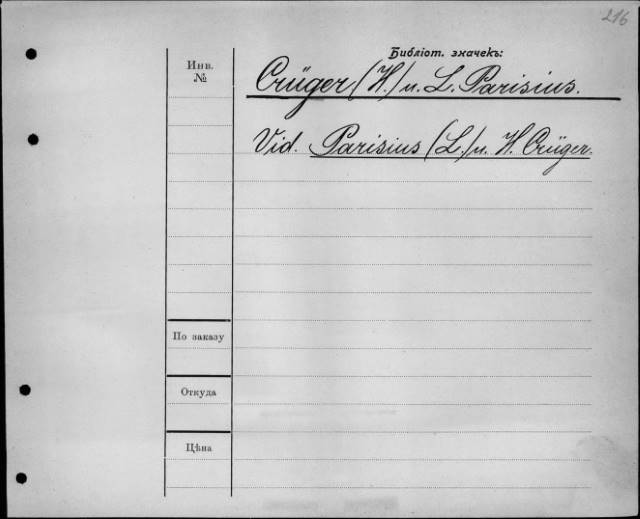 216
Библіот. значекъ:
Инв.
№
Crüger (H.) u. L. Parisius.
Vid. Parisius (L.) u. H. Crüger.
По заказу
Откуда
Цѣна